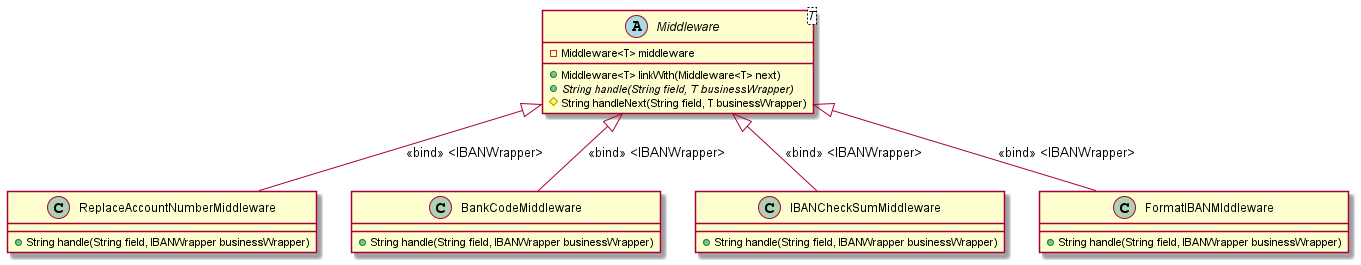 A Middleware T
Middleware<T> middleware
Middleware<T> linkWith(Middleware<T> next)
String handle(String field, T businessWrapper)
String handleNext(String field, T businessWrapper)
«bind» <IBANWrapper> «bind» <IBANWrapper> «bind» <IBANWrapper> «bind» <IBANWrapper>
C ReplaceAccountNumberMiddleware
String handle(String field, IBANWrapper businessWrapper)
C BankCodeMiddleware
String handle(String field, IBANWrapper businessWrapper)
C IBANCheckSumMiddleware
String handle(String field, IBANWrapper businessWrapper)
C FormatIBANMIddleware
String handle(String field, IBANWrapper businessWrapper)